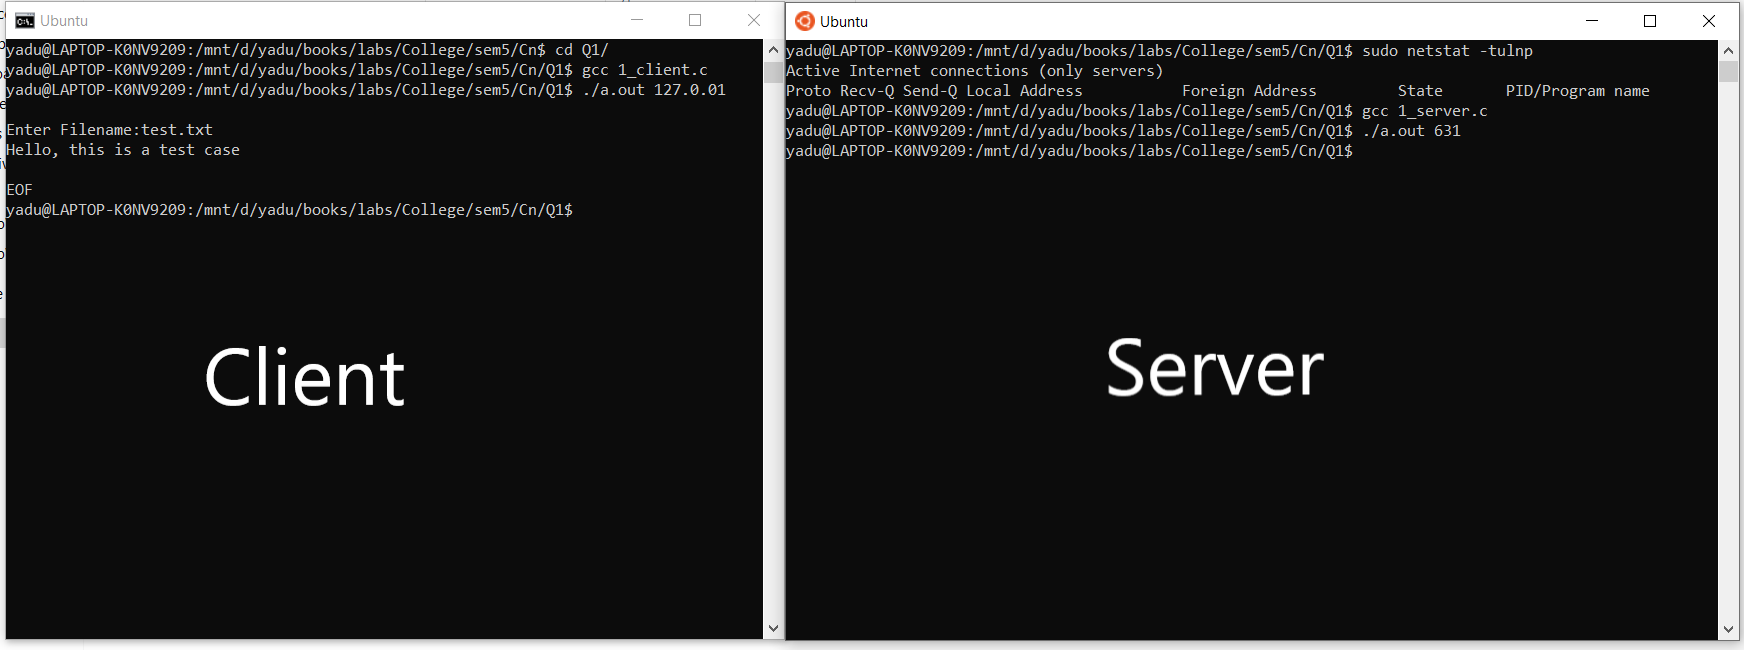 Ubuntu
yadu@LAPTOP-K0NV9209:/mnt/d/yadu/books/labs/College/sem5/Cn$ cd Q1/
yadu@LAPTOP-K0NV9209:/mnt/d/yadu/books/labs/College/sem5/Cn/Q1$ gcc 1_client.c
yadu@LAPTOP-K0NV9209:/mnt/d/yadu/books/labs/College/sem5/Cn/Q1$ ./a.out 127.0.01
Enter Filename:test.txt
Hello, this is a test case
EOF
yadu@LAPTOP-K0NV9209:/mnt/d/yadu/books/labs/College/sem5/Cn/Q1$
Client
Ubuntu
yadu@LAPTOP-K0NV9209:/mnt/d/yadu/books/labs/College/sem5/Cn/Q1$ sudo netstat -tulnp
Active Internet connections (only servers)
Proto Recv-Q Send-Q Local Address           Foreign Address         State       PID/Program name
yadu@LAPTOP-K0NV9209:/mnt/d/yadu/books/labs/College/sem5/Cn/Q1$ gcc 1_server.c
yadu@LAPTOP-K0NV9209:/mnt/d/yadu/books/labs/College/sem5/Cn/Q1$ ./a.out 631
yadu@LAPTOP-K0NV9209:/mnt/d/yadu/books/labs/College/sem5/Cn/Q1$
Server